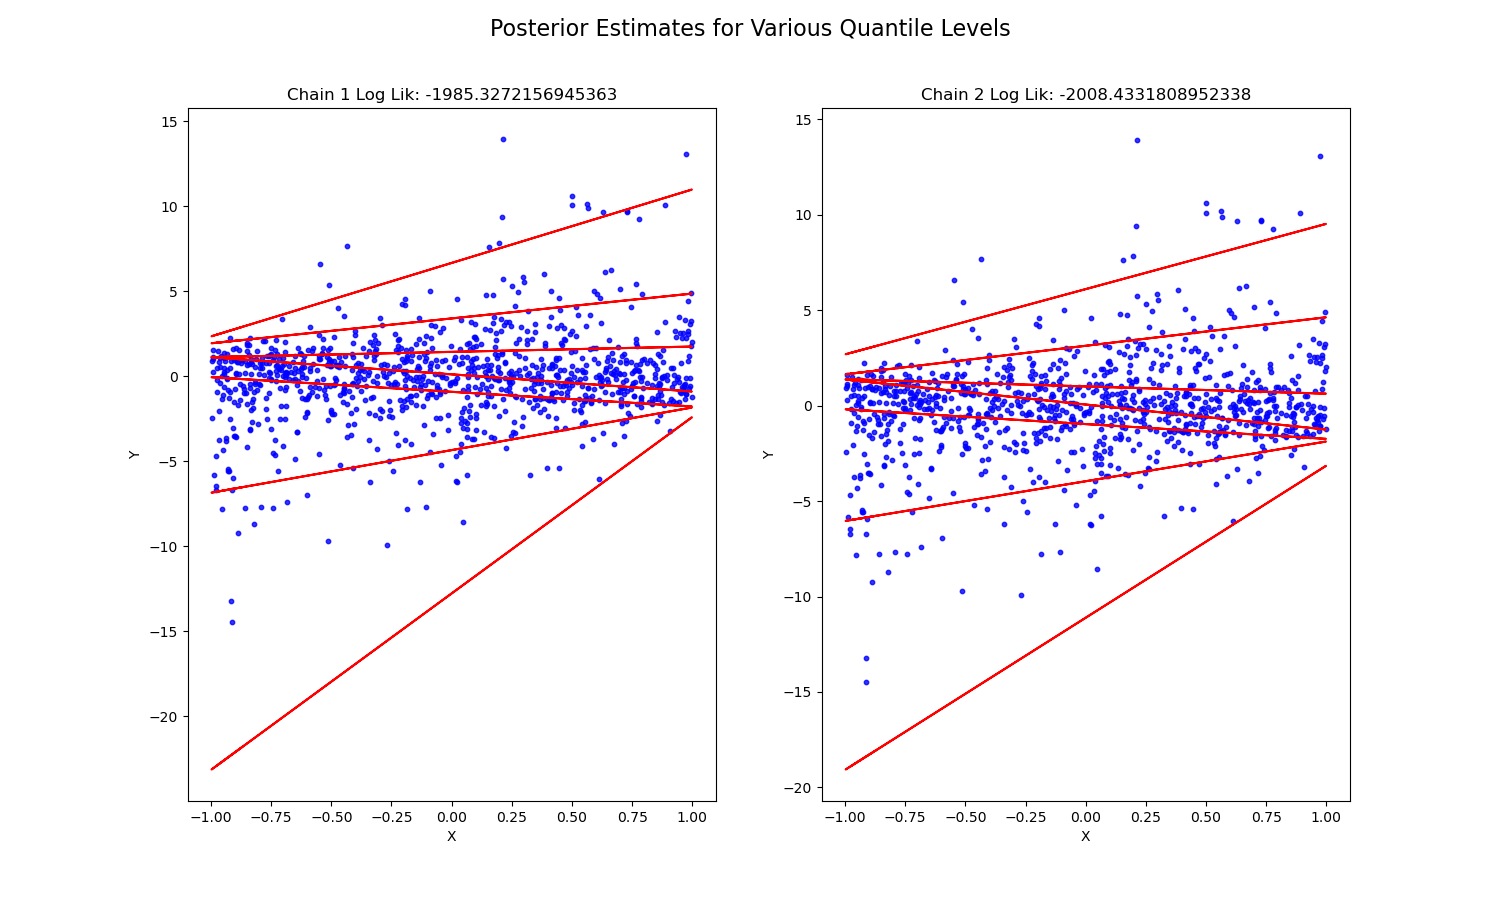 Posterior Estimates for Various Quantile Levels
Chain 1 Log Lik: -1985.3272156945363
15
10
5
0
−5
−10
−15
−20
Y
−1.00 −0.75 −0.50 −0.25 0.00 0.25 0.50 0.75 1.00
X
Chain 2 Log Lik: -2008.4331808952338
15
10
5
0
−5
−10
−15
−20
Y
−1.00 −0.75 −0.50 −0.25 0.00 0.25 0.50 0.75 1.00
X